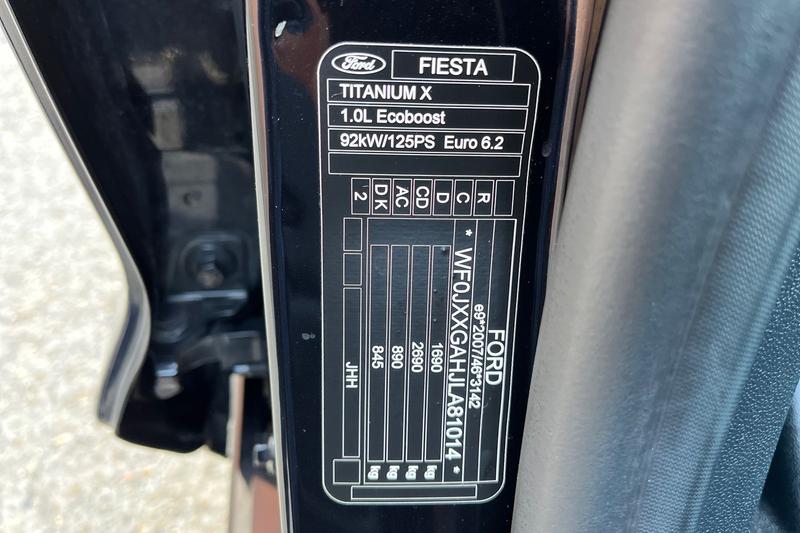 Ford
FIESTA
TITANIUM X
1.0L Ecoboost
92kW/125PS Euro 6.2
2 DK AC CD D C R
FORD
e9*2007/46*3142
* WF0JXXGAHJLA81014 *
1690 kg
2690 kg
890 kg
845 kg
JHH